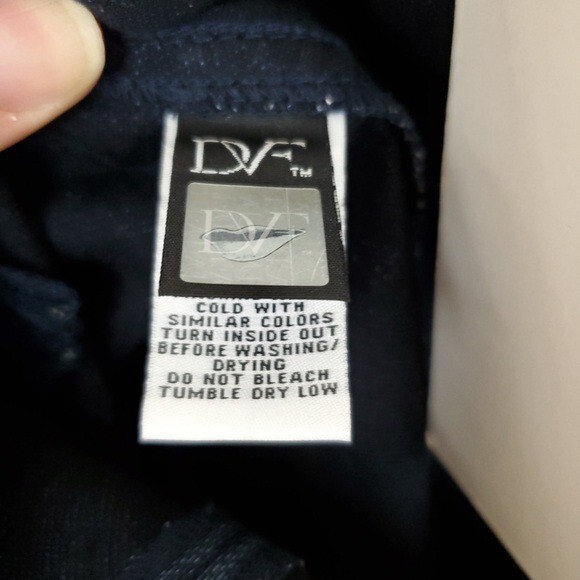 DVF™
DVF
COLD WITH
SIMILAR COLORS
TURN INSIDE OUT
BEFORE WASHING/
DRYING
DO NOT BLEACH
TUMBLE DRY LOW